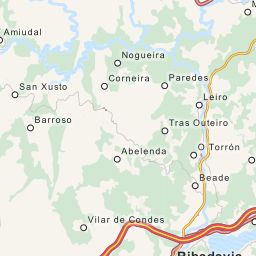 Amiudal
Nogueira
Corneira
Paredes
San Xusto
Leiro
Barroso
Tras Outeiro
Torrón
Abelenda
Beade
Vilar de Condes